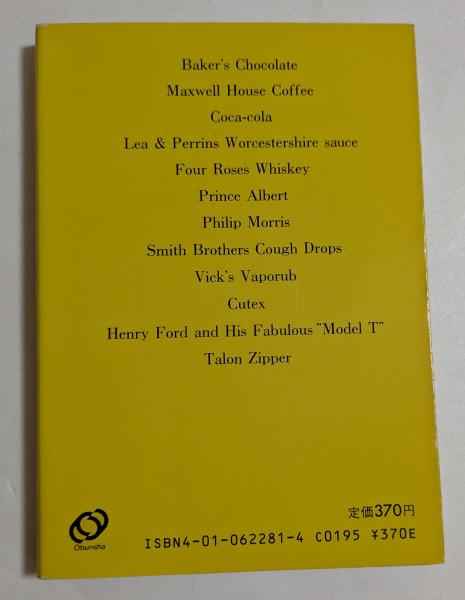 Baker's Chocolate
Maxwell House Coffee
Coca-cola
Lea & Perrins Worcestershire sauce
Four Roses Whiskey
Prince Albert
Philip Morris
Smith Brothers Cough Drops
Vick's Vaporub
Cutex
Henry Ford and His Fabulous "Model T"
Talon Zipper
定価370円
Obunsha
ISBN4-01-062281-4 C0195 ¥370E